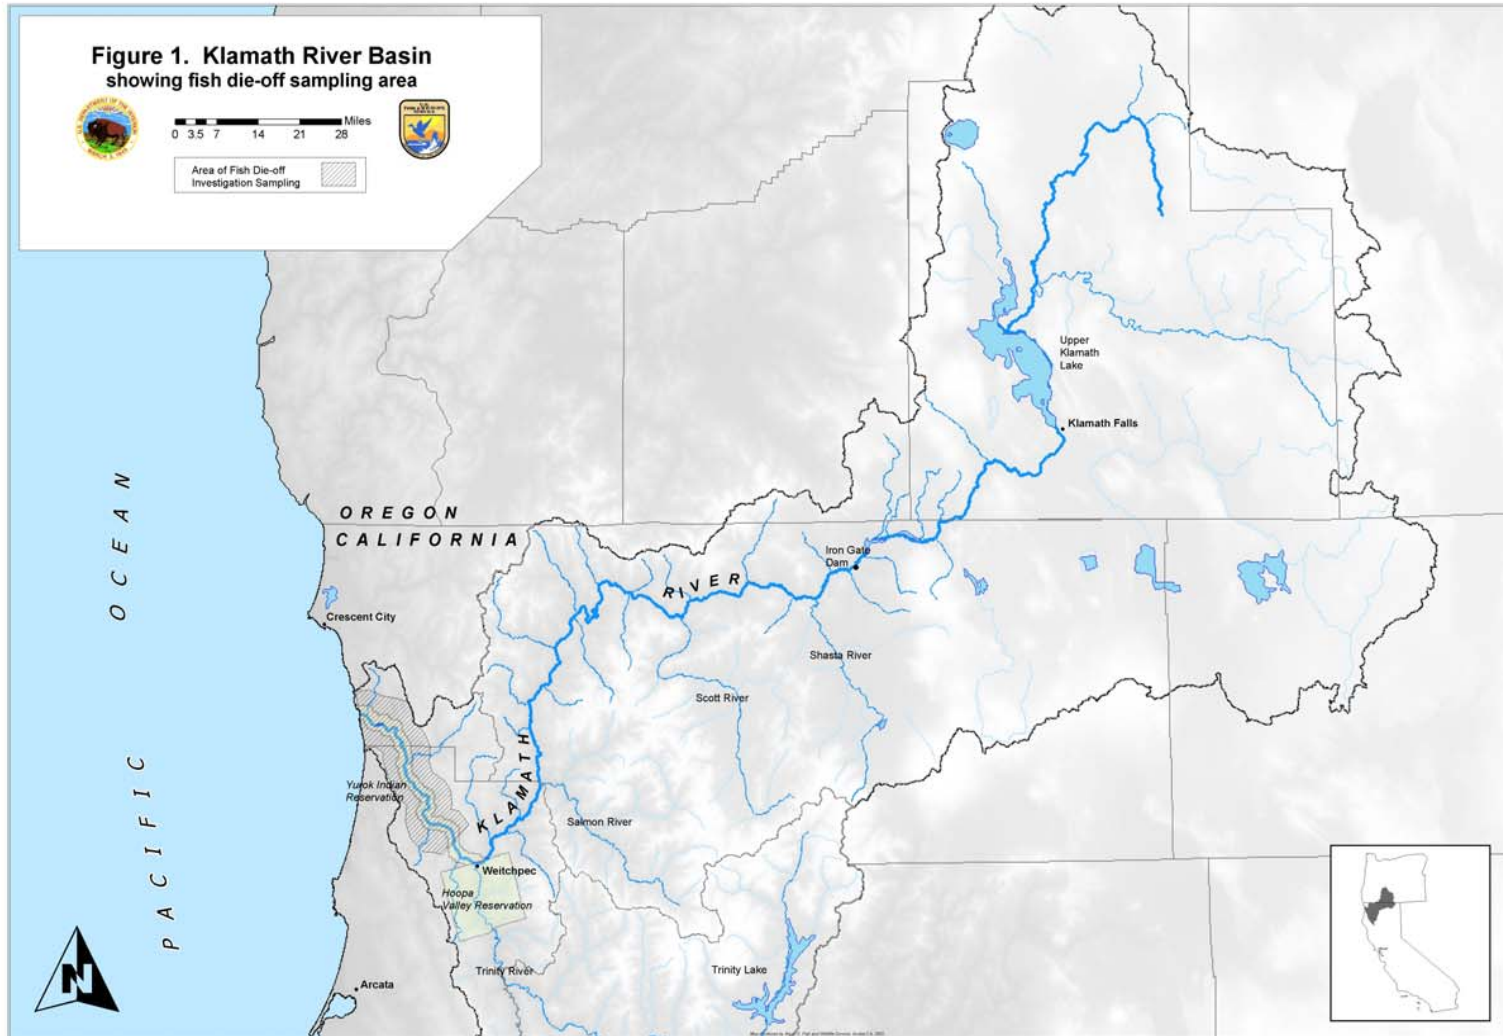 Figure 1. Klamath River Basin
showing fish die-off sampling area
Miles
0 3.5 7 14 21 28
Area of Fish Die-off
Investigation Sampling
Upper
Klamath
Lake
Klamath Falls
OREGON
CALIFORNIA
Iron Gate
Dam
RIVER
Crescent City
Shasta River
Scott River
KLAMATH
Yurok Indian
Reservation
Salmon River
Weitchpec
Hoopa
Valley Reservation
Trinity River
Trinity Lake
Arcata
PACIFIC OCEAN
N